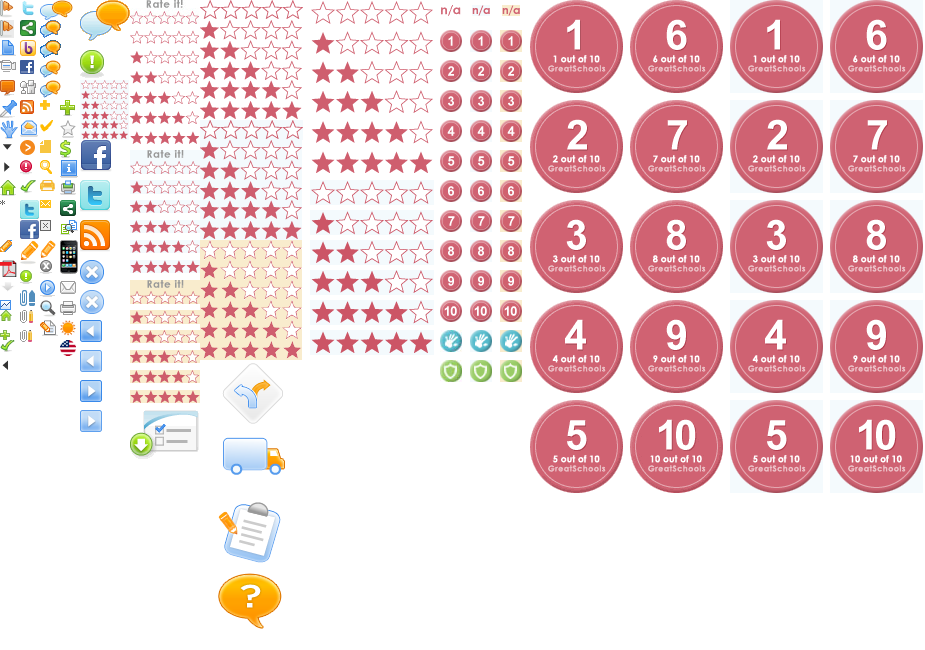 Rate it!
Rate it!
Rate it!
n/a n/a n/a
1 1 1
2 2 2
3 3 3
4 4 4
5 5 5
6 6 6
7 7 7
8 8 8
9 9 9
10 10 10
1
1 out of 10
GreatSchools
6
6 out of 10
GreatSchools
1
1 out of 10
GreatSchools
6
6 out of 10
GreatSchools
2
2 out of 10
GreatSchools
7
7 out of 10
GreatSchools
2
2 out of 10
GreatSchools
7
7 out of 10
GreatSchools
3
3 out of 10
GreatSchools
8
8 out of 10
GreatSchools
3
3 out of 10
GreatSchools
8
8 out of 10
GreatSchools
4
4 out of 10
GreatSchools
9
9 out of 10
GreatSchools
4
4 out of 10
GreatSchools
9
9 out of 10
GreatSchools
5
5 out of 10
GreatSchools
10
10 out of 10
GreatSchools
5
5 out of 10
GreatSchools
10
10 out of 10
GreatSchools